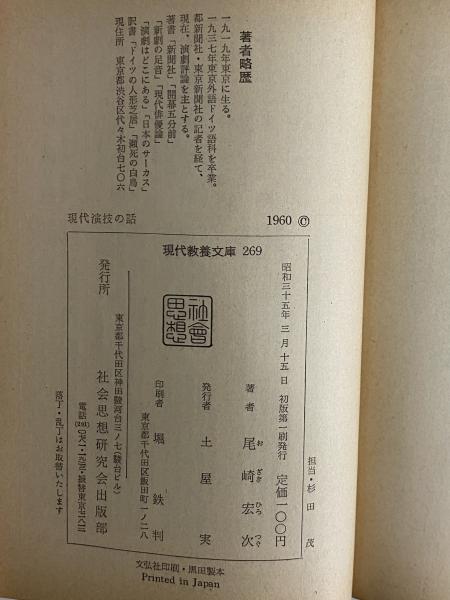 著者略歴
一九一九年東京に生る。
一九三七年東京外語ドイツ語科を卒業。
都新聞社・東京新聞社の記者を経て、
現在、演劇評論を主とする。
著書「新聞社」「開幕五分前」
「新劇の足音」「現代俳優論」
「演劇はどこにある」「日本のサーカス」
訳書「ドイツの人形芝居」「瀕死の白鳥」
現住所 東京都渋谷区代々木初台七〇六
現代演技の話
1960 ©
現代教養文庫 269
昭和三十五年三月十五日 初版第一刷発行
定価一〇〇円
社會思想
著者 尾崎宏次
お ざき ひろ つぐ
発行者 土屋実
印刷者 堀鉄判
東京都千代田区飯田町一ノ二八
東京都千代田区神田駿河台三ノ七(駿台ビル)
発行所 社会思想研究会出版部
落丁・乱丁はお取替いたします
担当・杉田茂
文弘社印刷・黒田製本
Printed in Japan